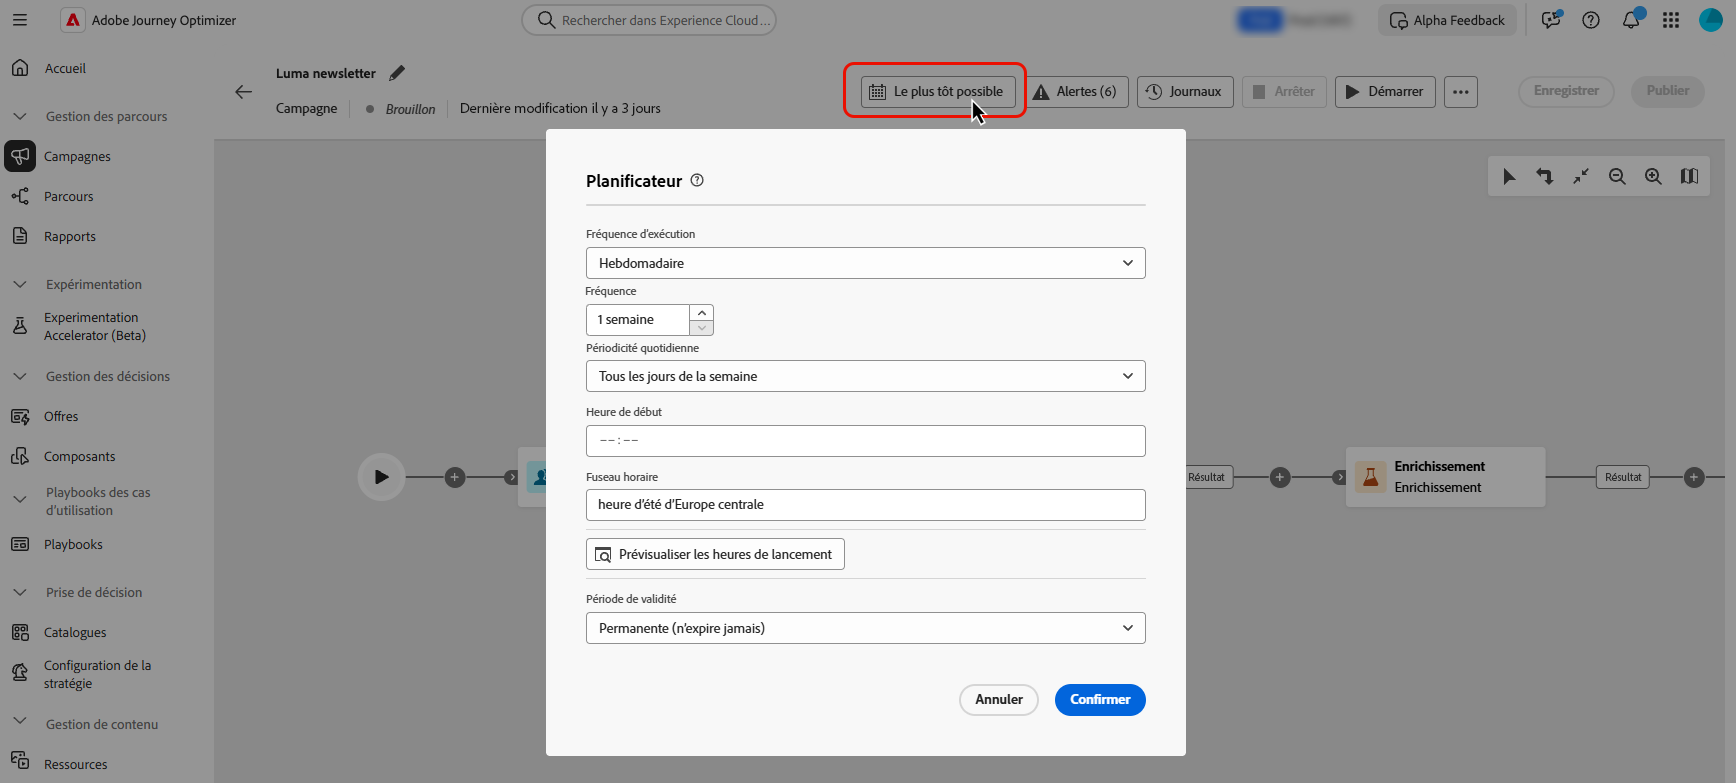 Adobe Journey Optimizer
Rechercher dans Experience Cloud ...
Alpha Feedback
Accueil
Gestion des parcours
Campagnes
Parcours
Rapports
Expérimentation
Experimentation
Accelerator (Beta)
Gestion des décisions
Offres
Composants
Playbooks des cas
d'utilisation
Playbooks
Prise de décision
Catalogues
Configuration de la
stratégie
Gestion de contenu
Ressources
Luma newsletter
Campagne
Brouillon
Dernière modification il y a 3 jours
Le plus tôt possible
Alertes (6)
Journaux
Arrêter
Démarrer
Enregistrer
Publier
Planificateur
Fréquence d'exécution
Hebdomadaire
Fréquence
1 semaine
Périodicité quotidienne
Tous les jours de la semaine
Heure de début
--:--
Fuseau horaire
heure d'été d'Europe centrale
Prévisualiser les heures de lancement
Période de validité
Permanente (n'expire jamais)
Annuler
Confirmer
Résultat
Enrichissement
Enrichissement
Résultat